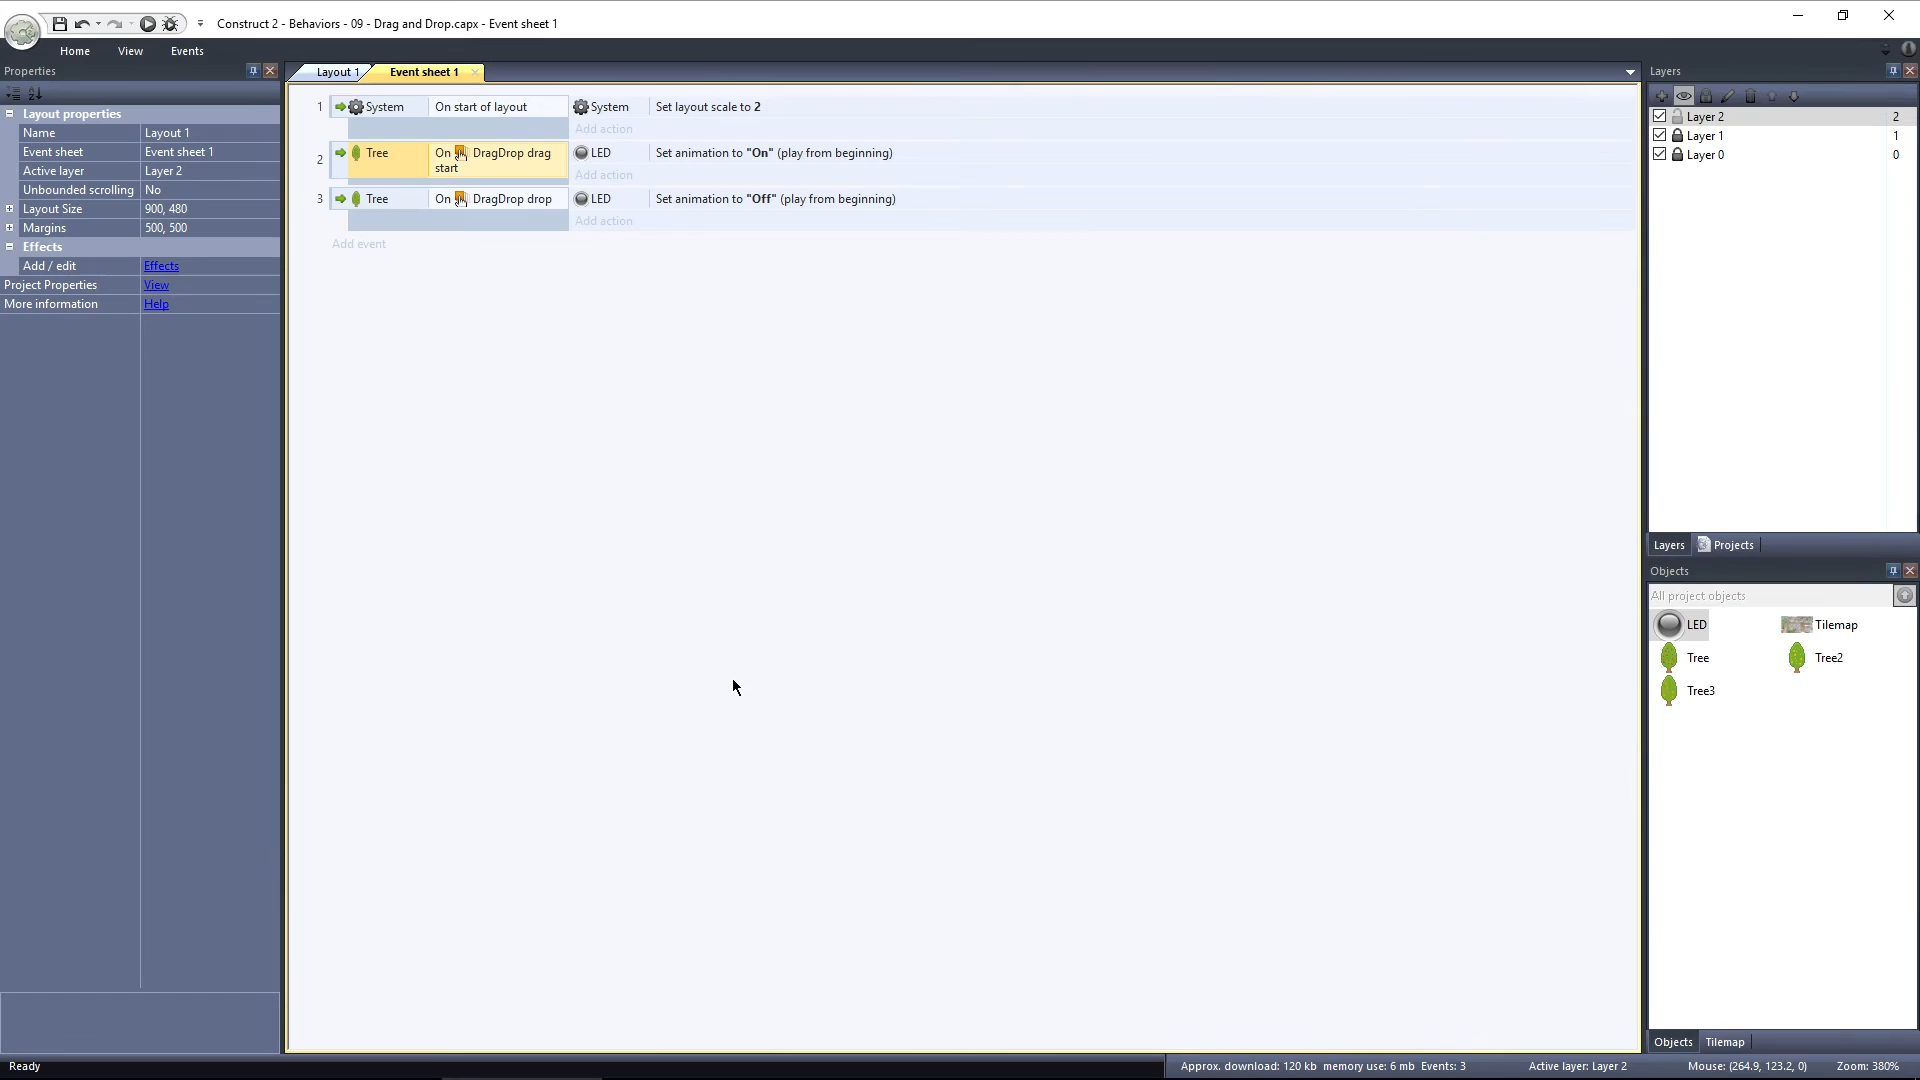 Construct 2 - Behaviors - 09 - Drag and Drop.capx - Event sheet 1
Home View Events
Properties
Layout properties
Name Layout 1
Event sheet Event sheet 1
Active layer Layer 2
Unbounded scrolling No
Layout Size 900, 480
Margins 500, 500
Effects
Add / edit Effects
Project Properties View
More information Help
Layout 1 Event sheet 1
1 System On start of layout System Set layout scale to 2
Add action
2 Tree On DragDrop drag start LED Set animation to "On" (play from beginning)
Add action
3 Tree On DragDrop drop LED Set animation to "Off" (play from beginning)
Add action
Add event
Layers
Layer 2 2
Layer 1 1
Layer 0 0
Layers Projects
Objects
All project objects
LED Tilemap
Tree Tree2
Tree3
Objects Tilemap
Ready Approx. download: 120 kb memory use: 6 mb Events: 3 Active layer: Layer 2 Mouse: (264.9, 123.2, 0) Zoom: 380%